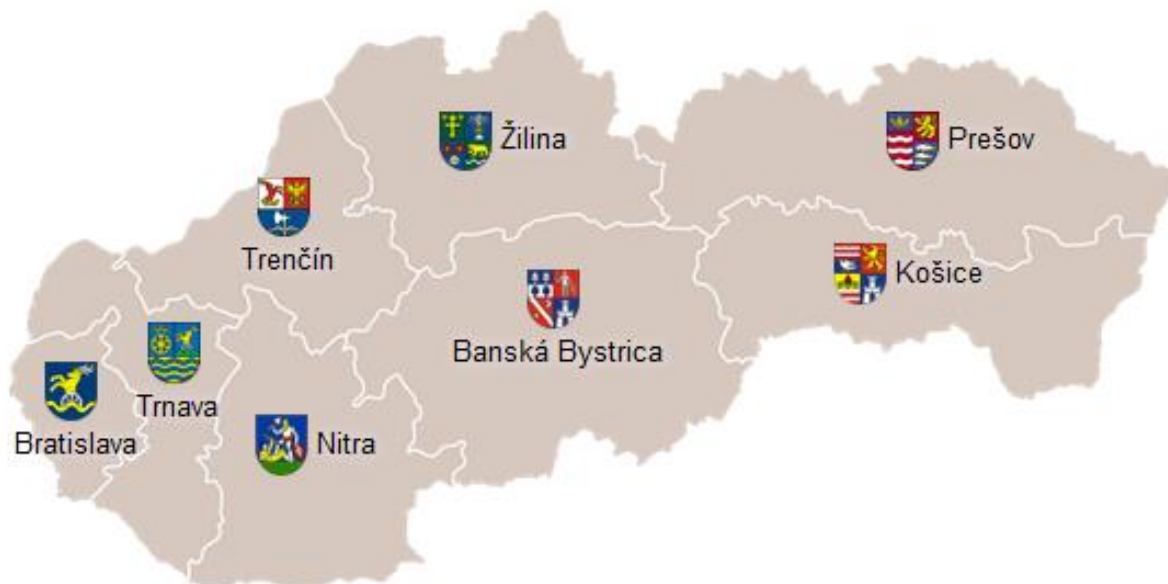 Žilina
Prešov
Trenčín
Košice
Banská Bystrica
Trnava
Bratislava
Nitra